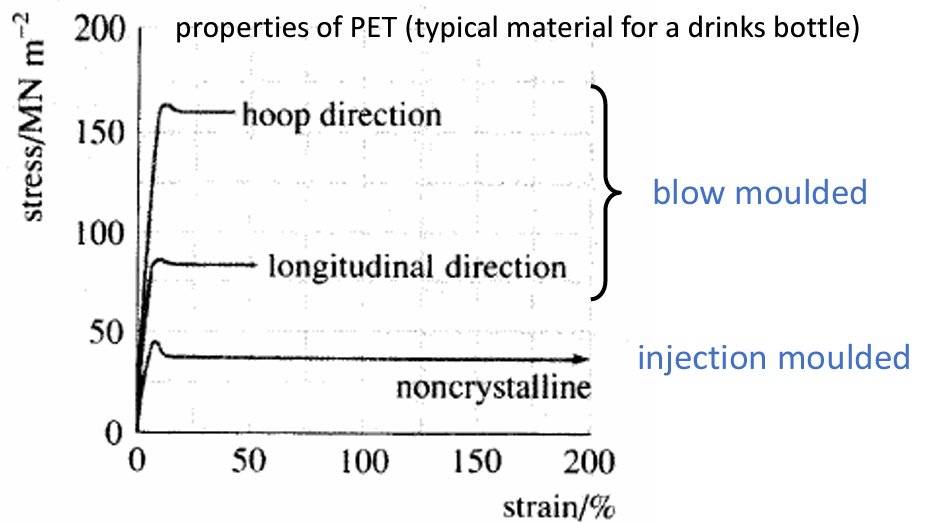 properties of PET (typical material for a drinks bottle)
stress/MN m⁻²
200
150
100
50
0
hoop direction
longitudinal direction
noncrystalline
blow moulded
injection moulded
0 50 100 150 200
strain/%